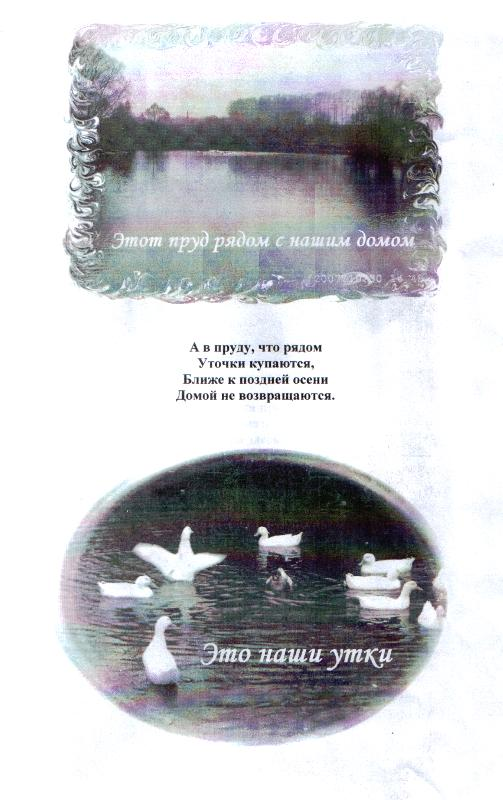 Этот пруд рядом с нашим домом
А в пруду, что рядом
Уточки купаются,
Ближе к поздней осени
Домой не возвращаются.
Это наши утки